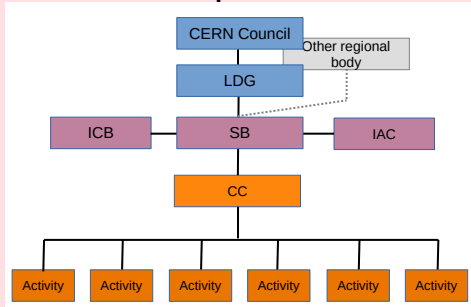 CERN Council
Other regional
body
LDG
ICB
SB
IAC
CC
Activity
Activity
Activity
Activity
Activity
Activity